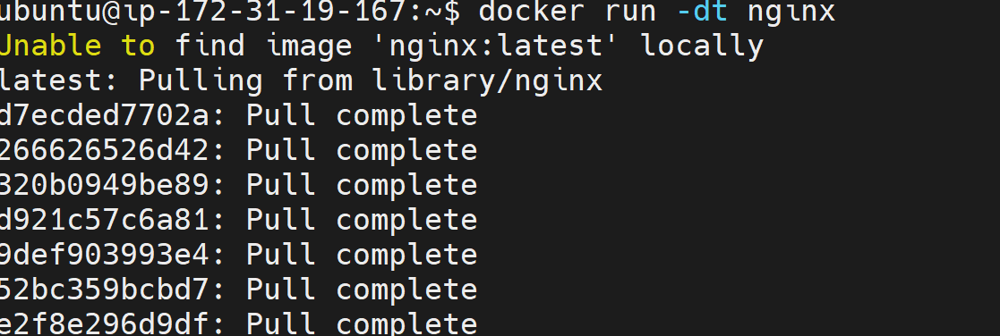 ubuntu@ip-172-31-19-167:~$ docker run -dt nginx
Unable to find image 'nginx:latest' locally
latest: Pulling from library/nginx
d7ecded7702a: Pull complete
266626526d42: Pull complete
320b0949be89: Pull complete
d921c57c6a81: Pull complete
9def903993e4: Pull complete
52bc359bcbd7: Pull complete
e2f8e296d9df: Pull complete